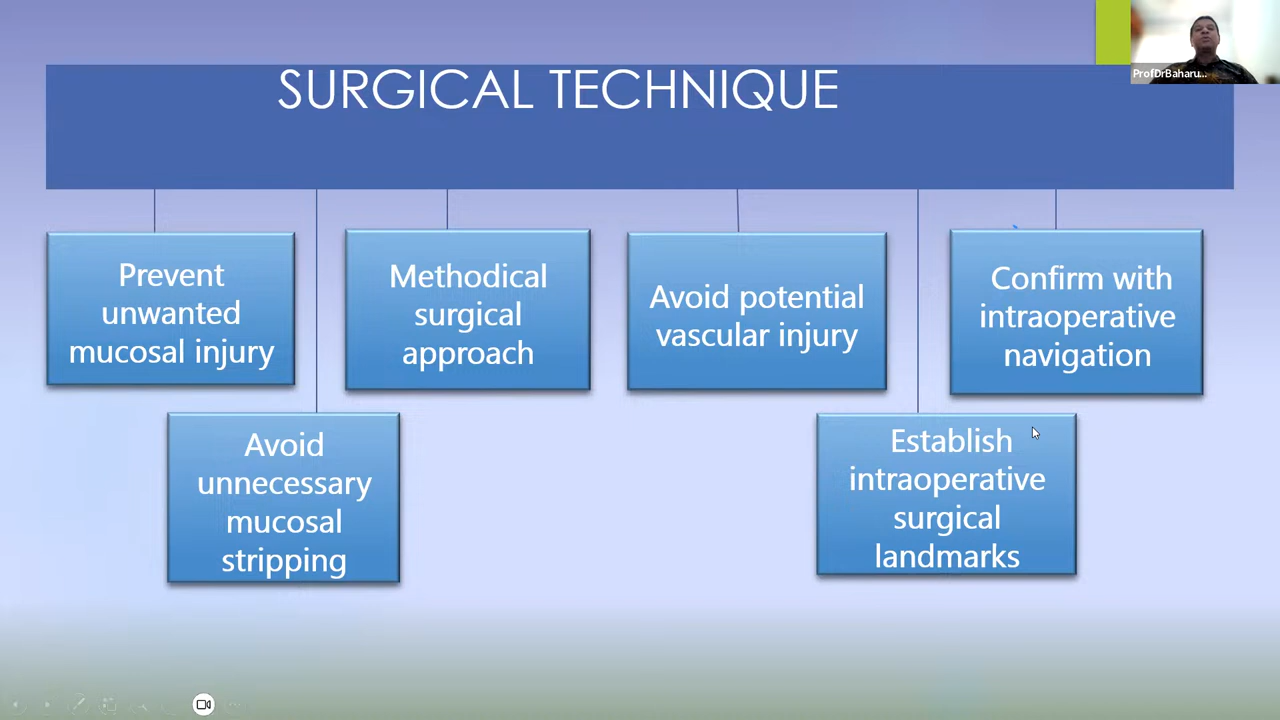 ProfDrBaharu...
SURGICAL TECHNIQUE
Prevent
unwanted
mucosal injury
Methodical
surgical
approach
Avoid potential
vascular injury
Confirm with
intraoperative
navigation
Avoid
unnecessary
mucosal
stripping
Establish
intraoperative
surgical
landmarks